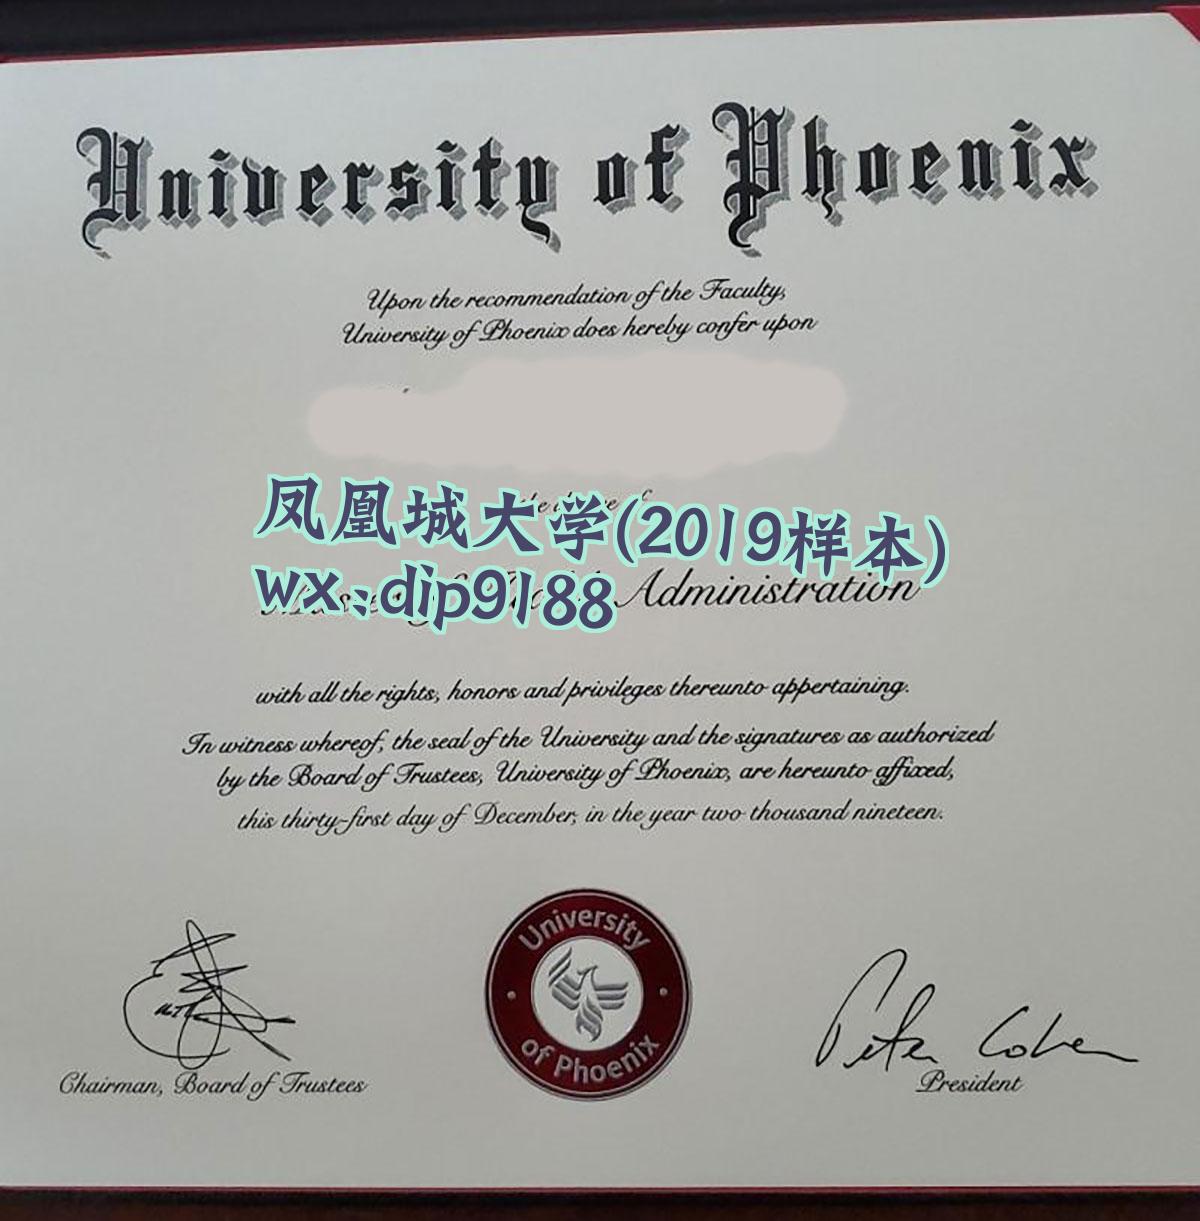 University of Phoenix
Upon the recommendation of the Faculty,
University of Phoenix does hereby confer upon
凤凰城大学(2019样本)
wx:dip9188
Administration
with all the rights, honors and privileges thereunto appertaining.
In witness whereof, the seal of the University and the signatures as authorized
by the Board of Trustees, University of Phoenix, are hereunto affixed,
this thirty-first day of December, in the year two thousand nineteen.
University
of Phoenix
Peter Cohen
Chairman, Board of Trustees
President